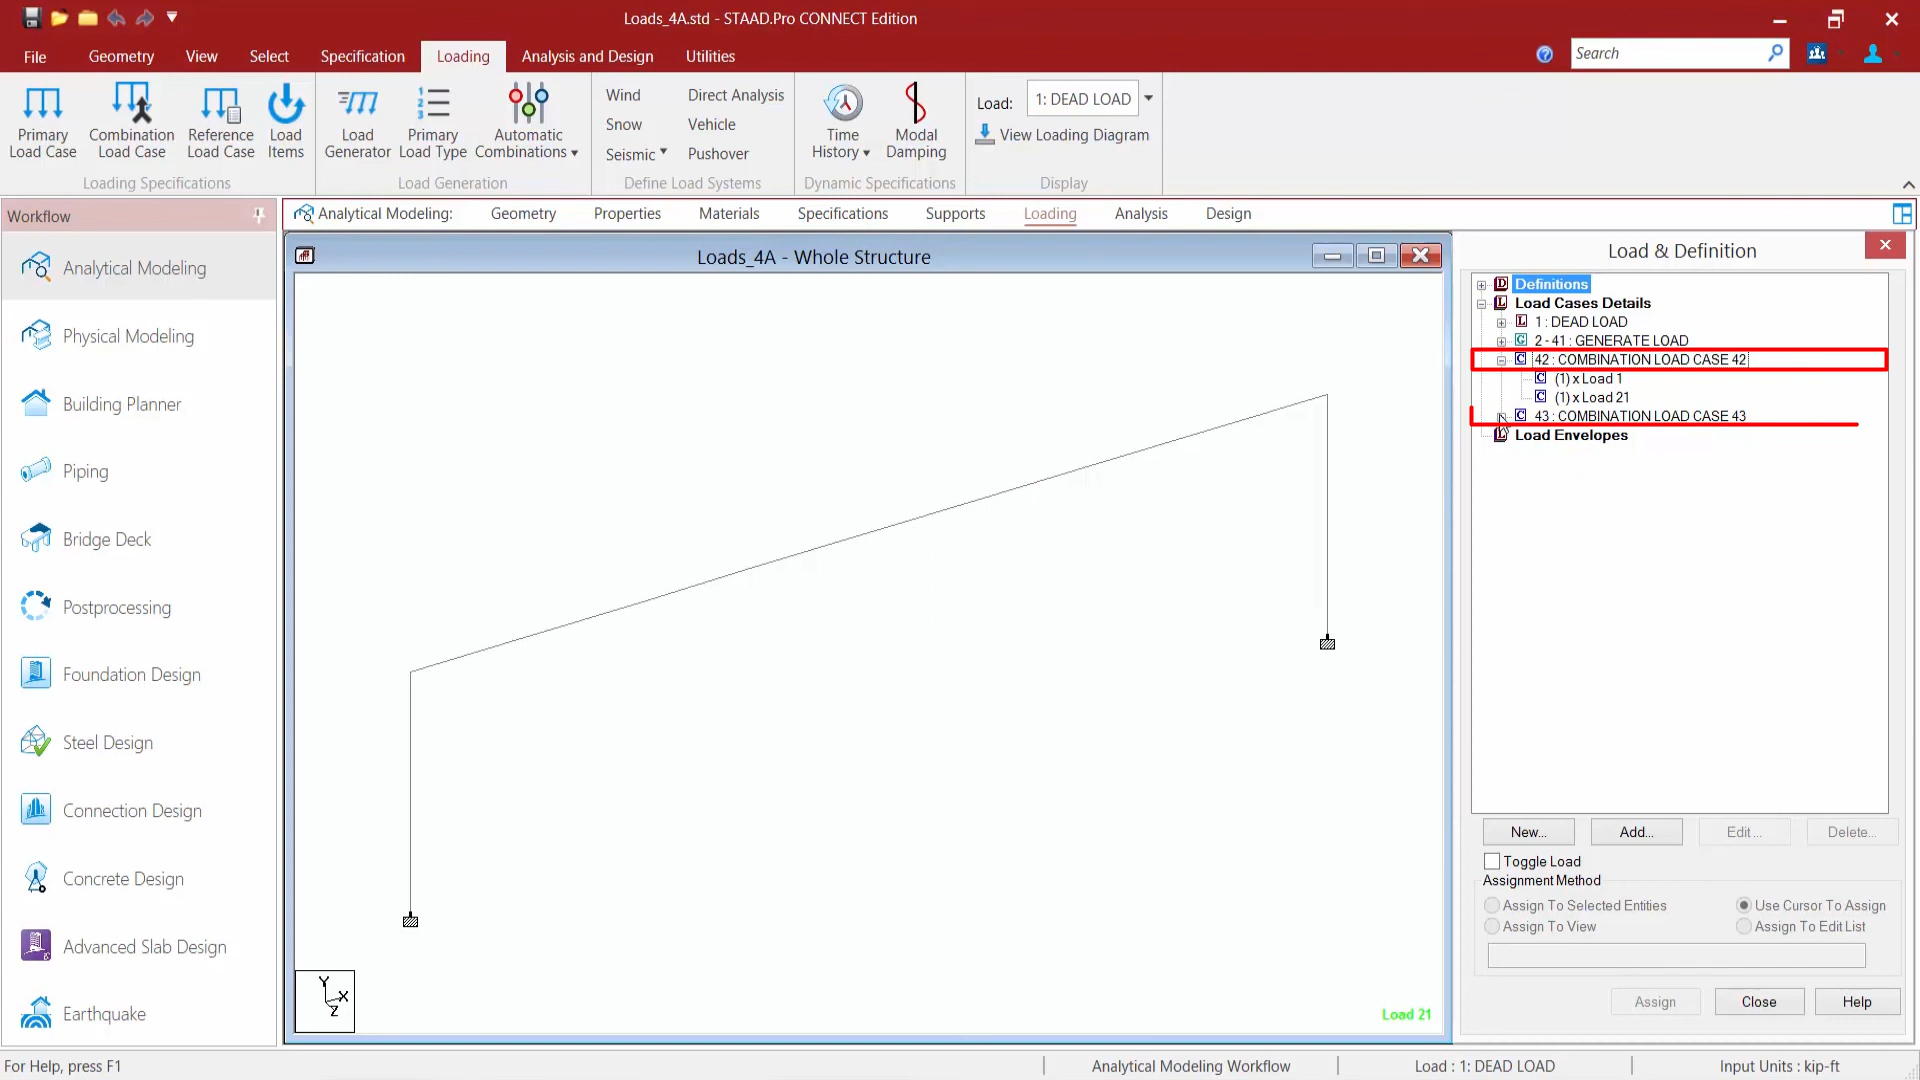 Loads_4A.std - STAAD.Pro CONNECT Edition
File
Geometry
View
Select
Specification
Loading
Analysis and Design
Utilities
Search
Primary Load Case
Combination Load Case
Reference Load Case
Load Items
Loading Specifications
Load Generator
Primary Load Type
Automatic Combinations
Load Generation
Wind
Snow
Seismic
Direct Analysis
Vehicle
Pushover
Define Load Systems
Time History
Modal Damping
Dynamic Specifications
Load:
1: DEAD LOAD
View Loading Diagram
Display
Workflow
Analytical Modeling
Physical Modeling
Building Planner
Piping
Bridge Deck
Postprocessing
Foundation Design
Steel Design
Connection Design
Concrete Design
Advanced Slab Design
Earthquake
Analytical Modeling:
Geometry
Properties
Materials
Specifications
Supports
Loading
Analysis
Design
Loads_4A - Whole Structure
Y
X
Z
Load 21
Load & Definition
Definitions
Load Cases Details
1 : DEAD LOAD
2 - 41 : GENERATE LOAD
42 : COMBINATION LOAD CASE 42
(1) x Load 1
(1) x Load 21
43 : COMBINATION LOAD CASE 43
Load Envelopes
New...
Add...
Edit...
Delete...
Toggle Load
Assignment Method
Assign To Selected Entities
Use Cursor To Assign
Assign To View
Assign To Edit List
Assign
Close
Help
For Help, press F1
Analytical Modeling Workflow
Load : 1: DEAD LOAD
Input Units : kip-ft